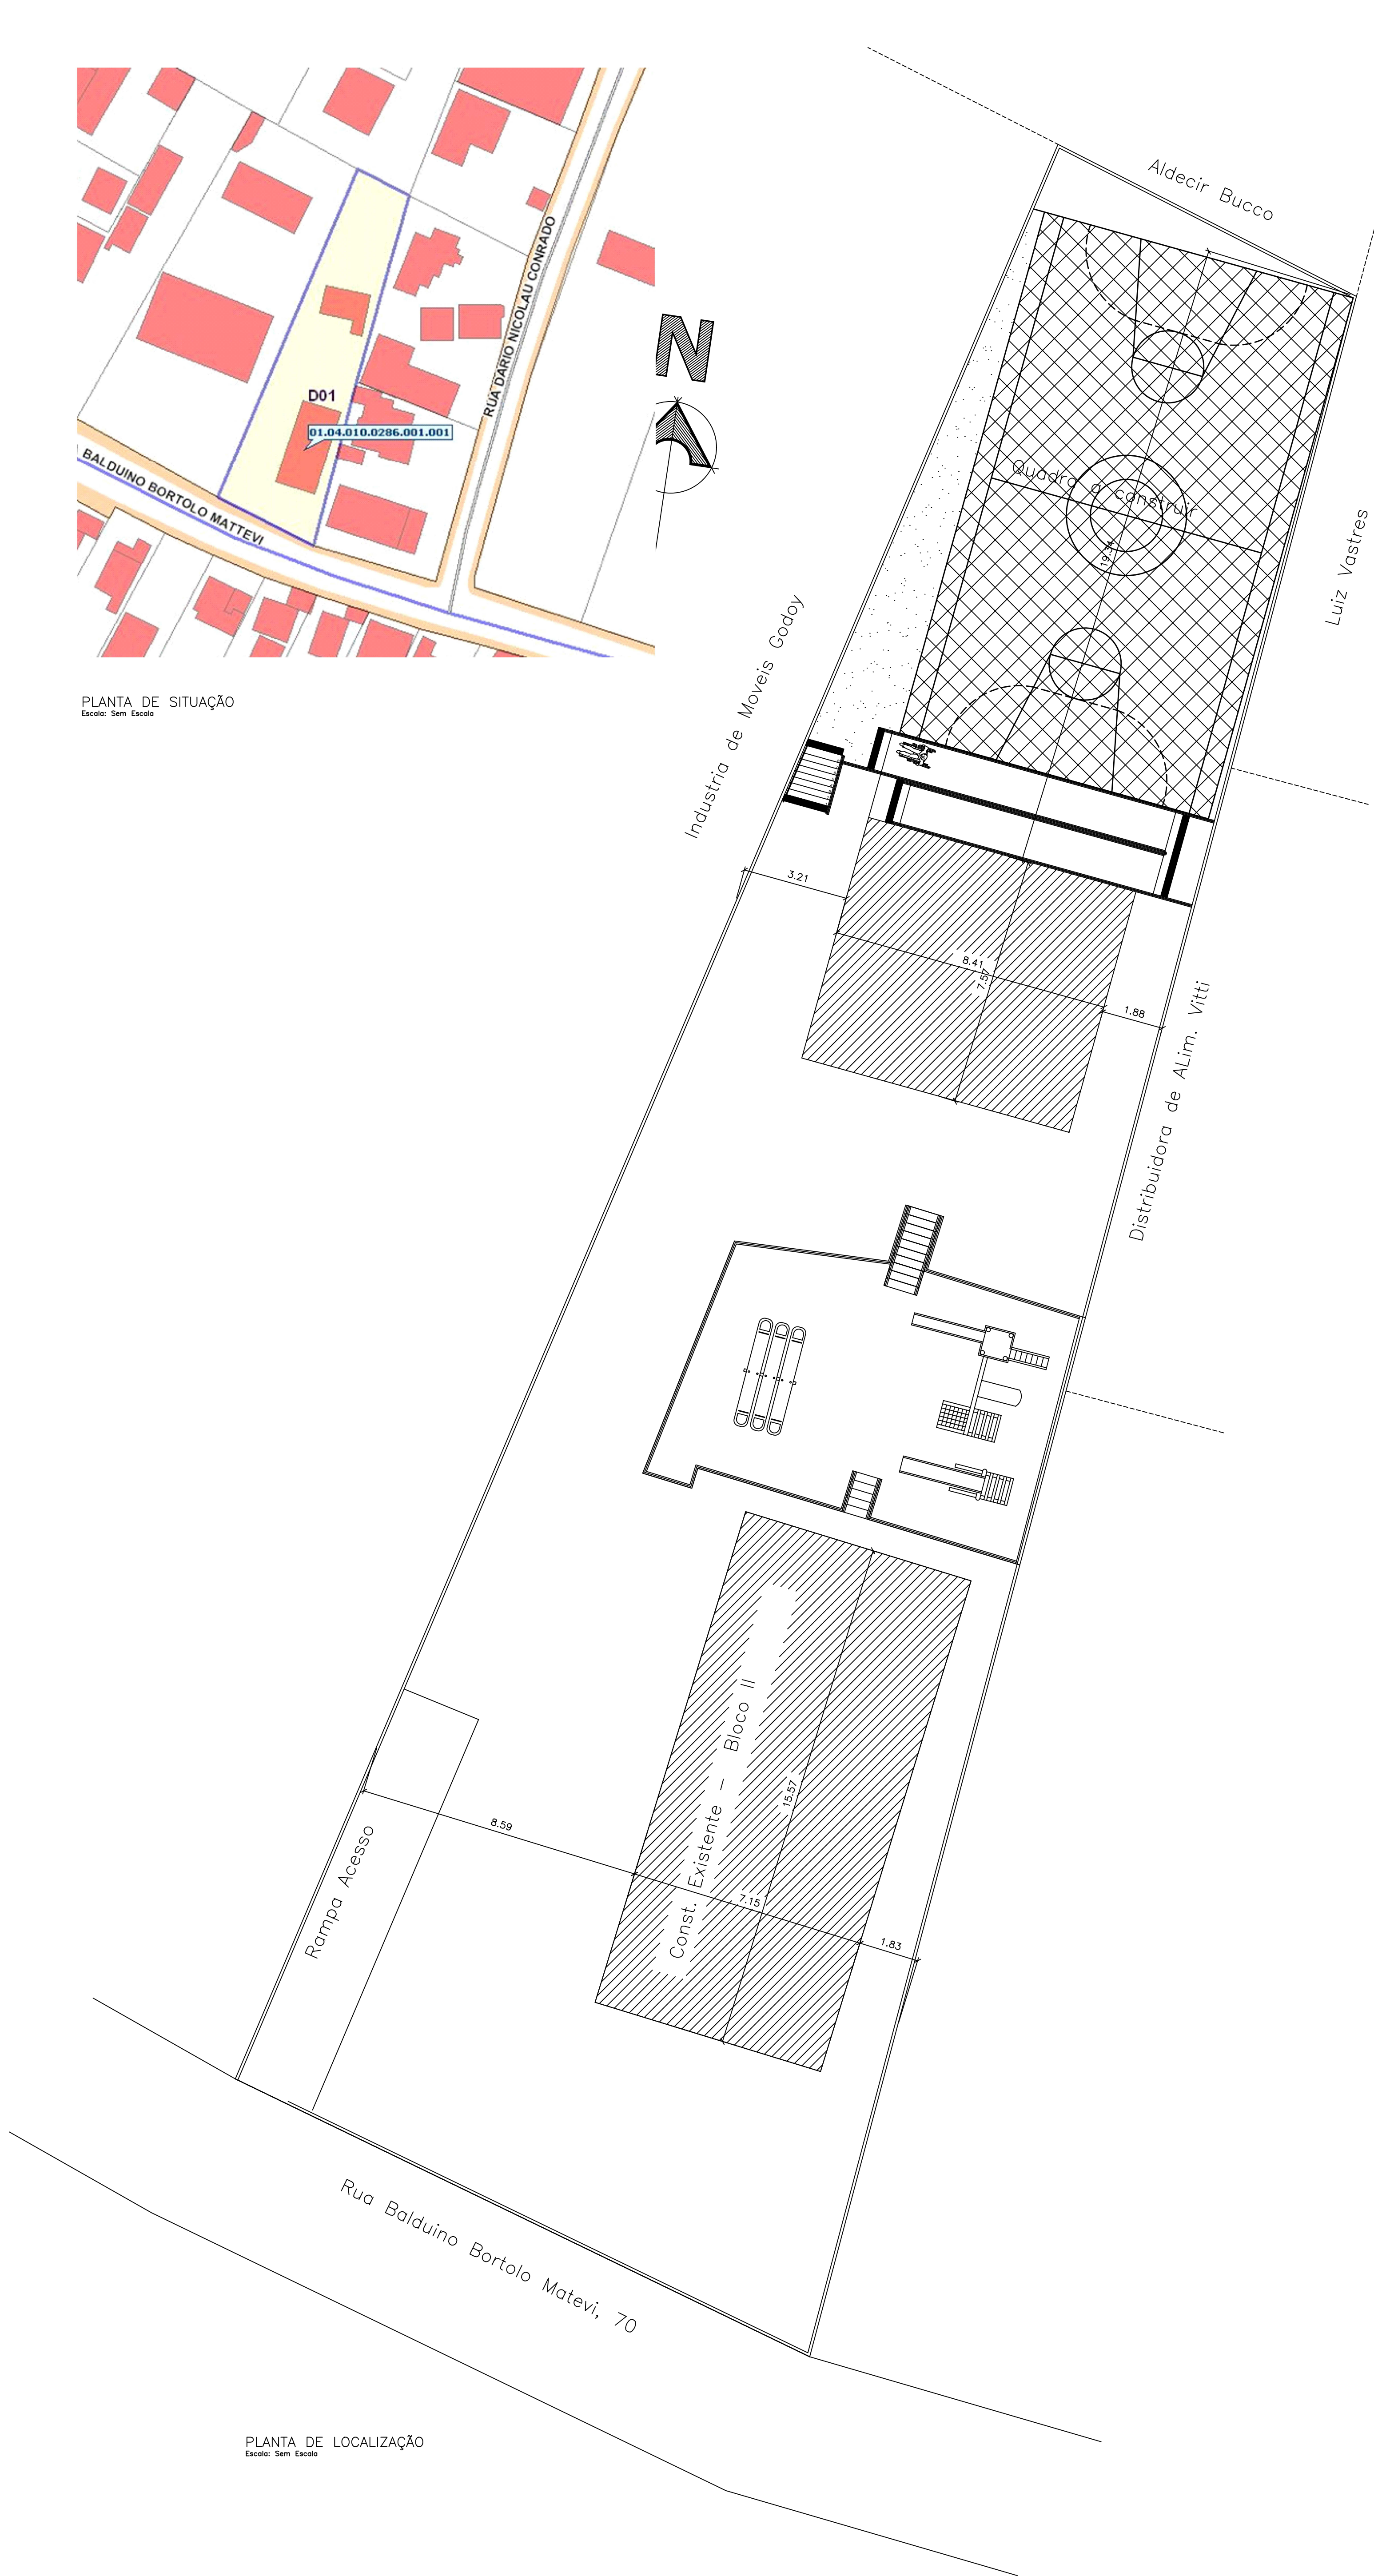 RUA DARIO NICOLAU CONRADO
D01
01.04.010.0286.001.001
BALDUINO BORTOLO MATTEVI
PLANTA DE SITUAÇÃO
Escala: Sem Escala
N
Aldecir Bucco
Quadra a construir
19.34
Luiz Vastres
Industria de Moveis Godoy
3.21
8.41
7.57
1.88
Distribuidora de ALim. Vitti
Const. Existente - Bloco II
15.57
8.59
7.15
1.83
Rampa Acesso
Rua Balduino Bortolo Matevi, 70
PLANTA DE LOCALIZAÇÃO
Escala: Sem Escala